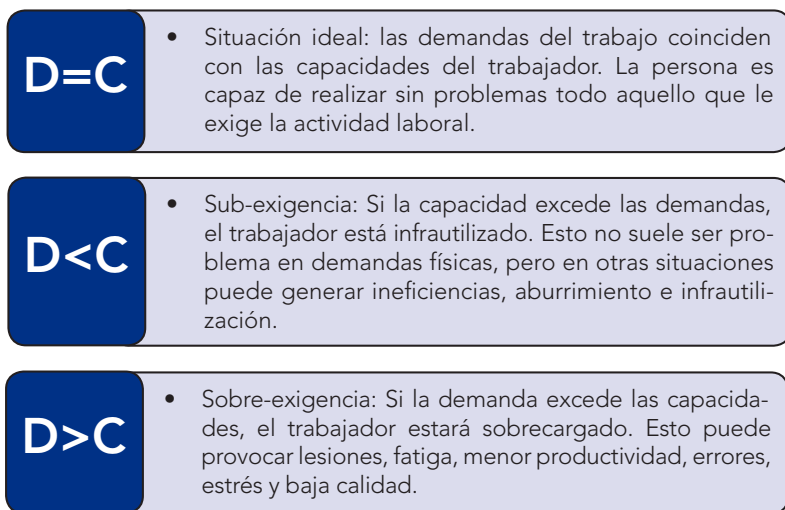 D=C
• Situación ideal: las demandas del trabajo coinciden
con las capacidades del trabajador. La persona es
capaz de realizar sin problemas todo aquello que le
exige la actividad laboral.
D<C
• Sub-exigencia: Si la capacidad excede las demandas,
el trabajador está infrautilizado. Esto no suele ser pro-
blema en demandas físicas, pero en otras situaciones
puede generar ineficiencias, aburrimiento e infrautili-
zación.
D>C
• Sobre-exigencia: Si la demanda excede las capacida-
des, el trabajador estará sobrecargado. Esto puede
provocar lesiones, fatiga, menor productividad, errores,
estrés y baja calidad.